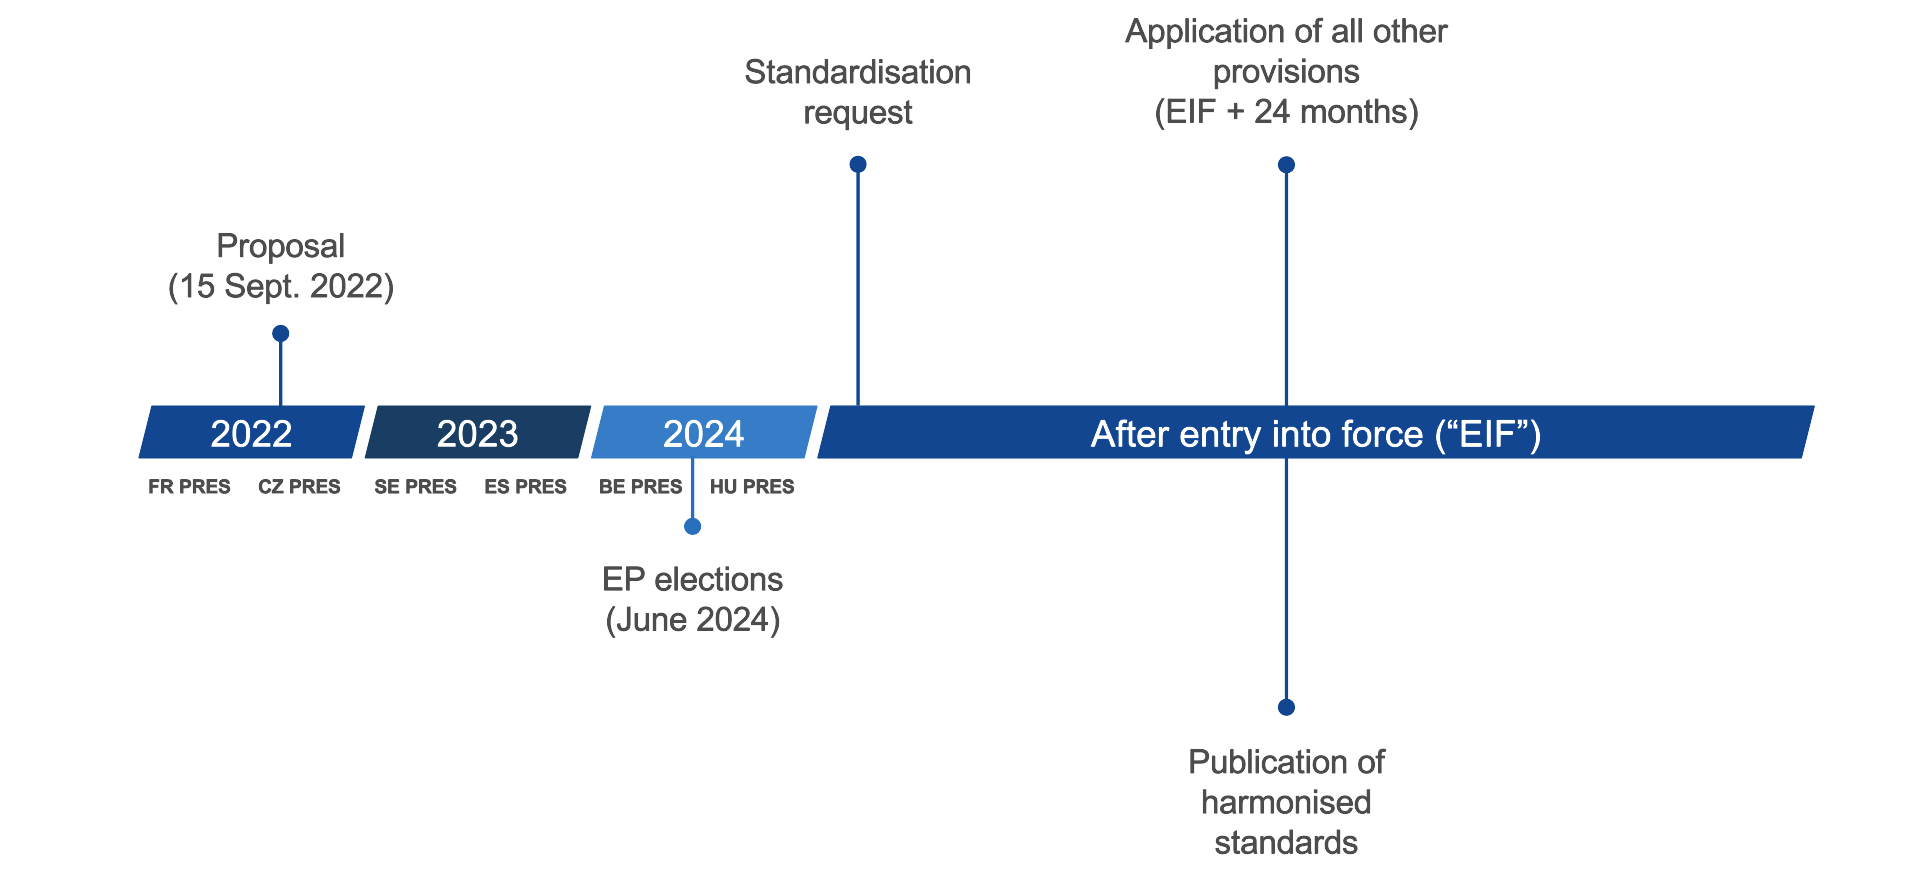 Application of all other
provisions
(EIF + 24 months)
Standardisation
request
Proposal
(15 Sept. 2022)
2022
2023
2024
After entry into force (“EIF”)
FR PRES
CZ PRES
SE PRES
ES PRES
BE PRES
HU PRES
EP elections
(June 2024)
Publication of
harmonised
standards